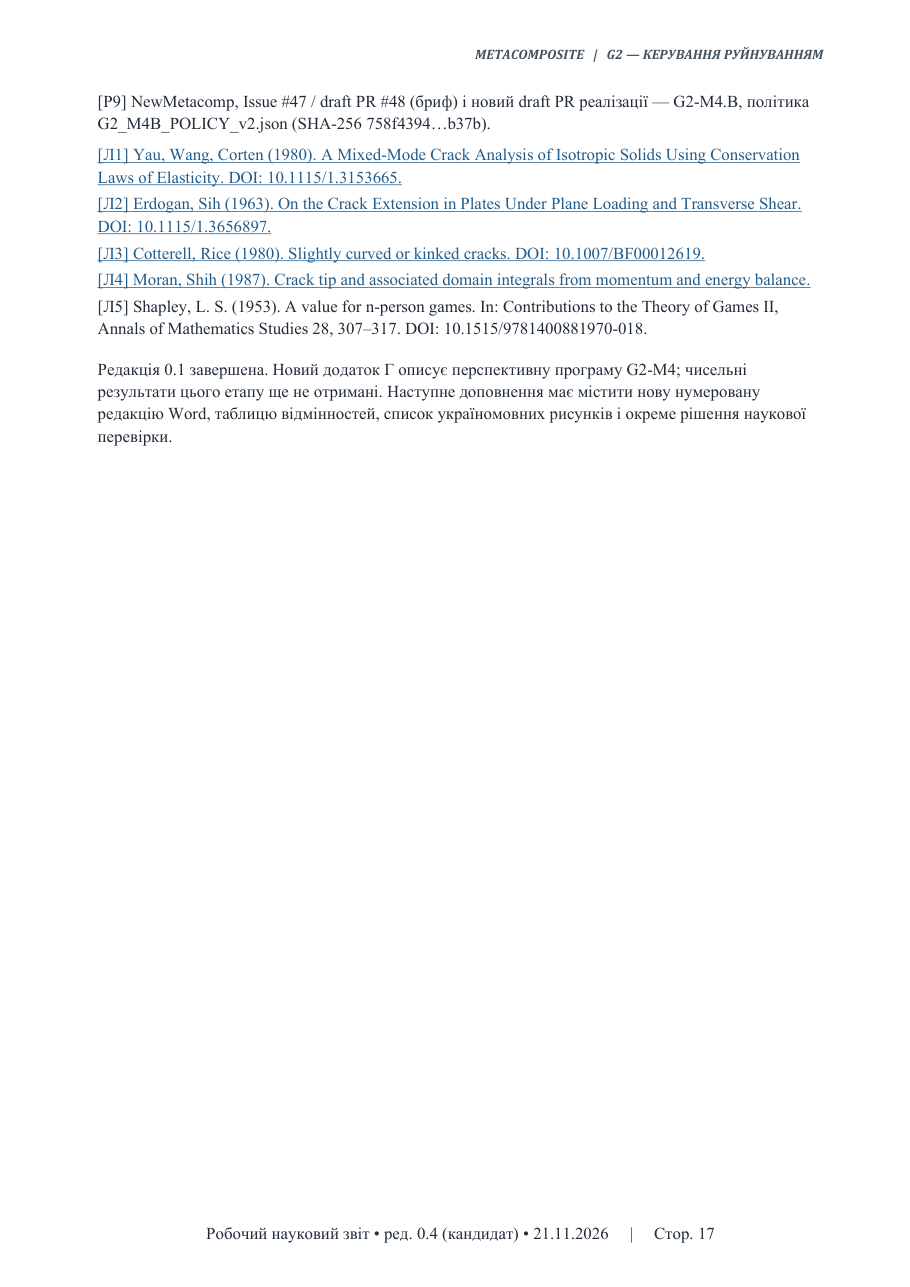 METACOMPOSITE | G2 — КЕРУВАННЯ РУЙНУВАННЯМ
[P9] NewMetacomp, Issue #47 / draft PR #48 (бриф) і новий draft PR реалізації — G2-M4.B, політика
G2_M4B_POLICY_v2.json (SHA-256 758f4394…b37b).
[Л1] Yau, Wang, Corten (1980). A Mixed-Mode Crack Analysis of Isotropic Solids Using Conservation
Laws of Elasticity. DOI: 10.1115/1.3153665.
[Л2] Erdogan, Sih (1963). On the Crack Extension in Plates Under Plane Loading and Transverse Shear.
DOI: 10.1115/1.3656897.
[Л3] Cotterell, Rice (1980). Slightly curved or kinked cracks. DOI: 10.1007/BF00012619.
[Л4] Moran, Shih (1987). Crack tip and associated domain integrals from momentum and energy balance.
[Л5] Shapley, L. S. (1953). A value for n-person games. In: Contributions to the Theory of Games II,
Annals of Mathematics Studies 28, 307–317. DOI: 10.1515/9781400881970-018.
Редакція 0.1 завершена. Новий додаток Г описує перспективну програму G2-M4; чисельні
результати цього етапу ще не отримані. Наступне доповнення має містити нову нумеровану
редакцію Word, таблицю відмінностей, список україномовних рисунків і окреме рішення наукової
перевірки.
Робочий науковий звіт • ред. 0.4 (кандидат) • 21.11.2026 | Стор. 17